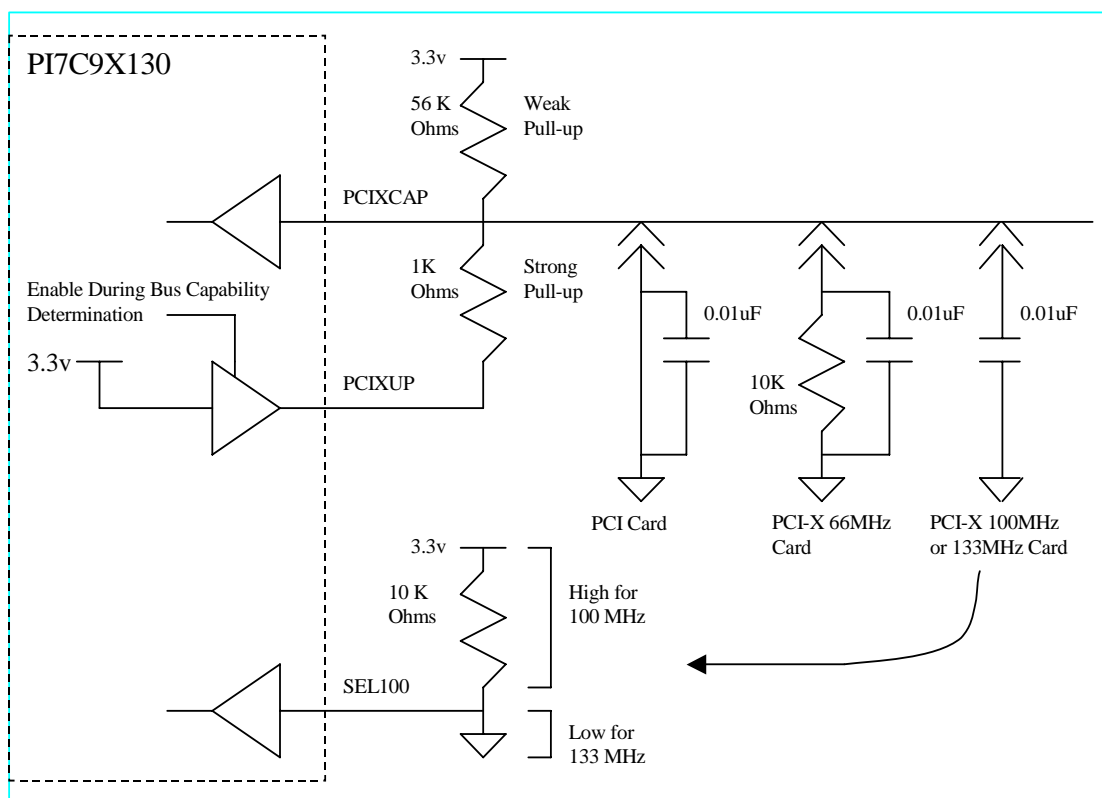 PI7C9X130
3.3v
56 K
Ohms
Weak
Pull-up
PCIXCAP
1K
Ohms
Strong
Pull-up
Enable During Bus Capability
Determination
3.3v
PCIXUP
0.01uF
0.01uF
0.01uF
10K
Ohms
PCI Card
PCI-X 66MHz
Card
PCI-X 100MHz
or 133MHz Card
3.3v
10 K
Ohms
High for
100 MHz
SEL100
Low for
133 MHz